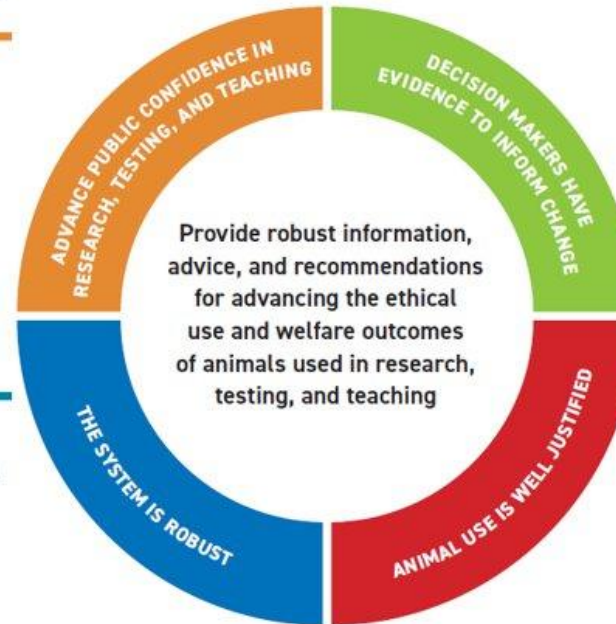 ADVANCE PUBLIC CONFIDENCE IN
RESEARCH, TESTING, AND TEACHING
DECISION MAKERS HAVE
EVIDENCE TO INFORM CHANGE
Provide robust information,
advice, and recommendations
for advancing the ethical
use and welfare outcomes
of animals used in research,
testing, and teaching
THE SYSTEM IS ROBUST
ANIMAL USE IS WELL JUSTIFIED